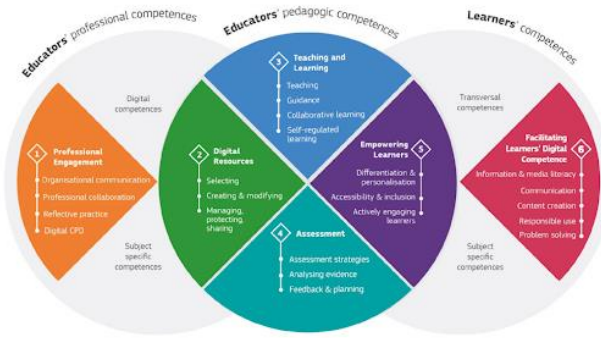 Educators' professional competences
Educators' pedagogic competences
Learners' competences
Digital
competences
Subject
specific
competences
1
Professional
Engagement
Organisational communication
Professional collaboration
Reflective practice
Digital CPD
2
Digital
Resources
Selecting
Creating & modifying
Managing,
protecting,
sharing
3
Teaching and
Learning
Teaching
Guidance
Collaborative learning
Self-regulated
learning
4
Assessment
Assessment strategies
Analysing evidence
Feedback & planning
5
Empowering
Learners
Differentiation &
personalisation
Accessibility & inclusion
Actively engaging
learners
Transversal
competences
Subject
specific
competences
6
Facilitating
Learners' Digital
Competence
Information & media literacy
Communication
Content creation
Responsible use
Problem solving